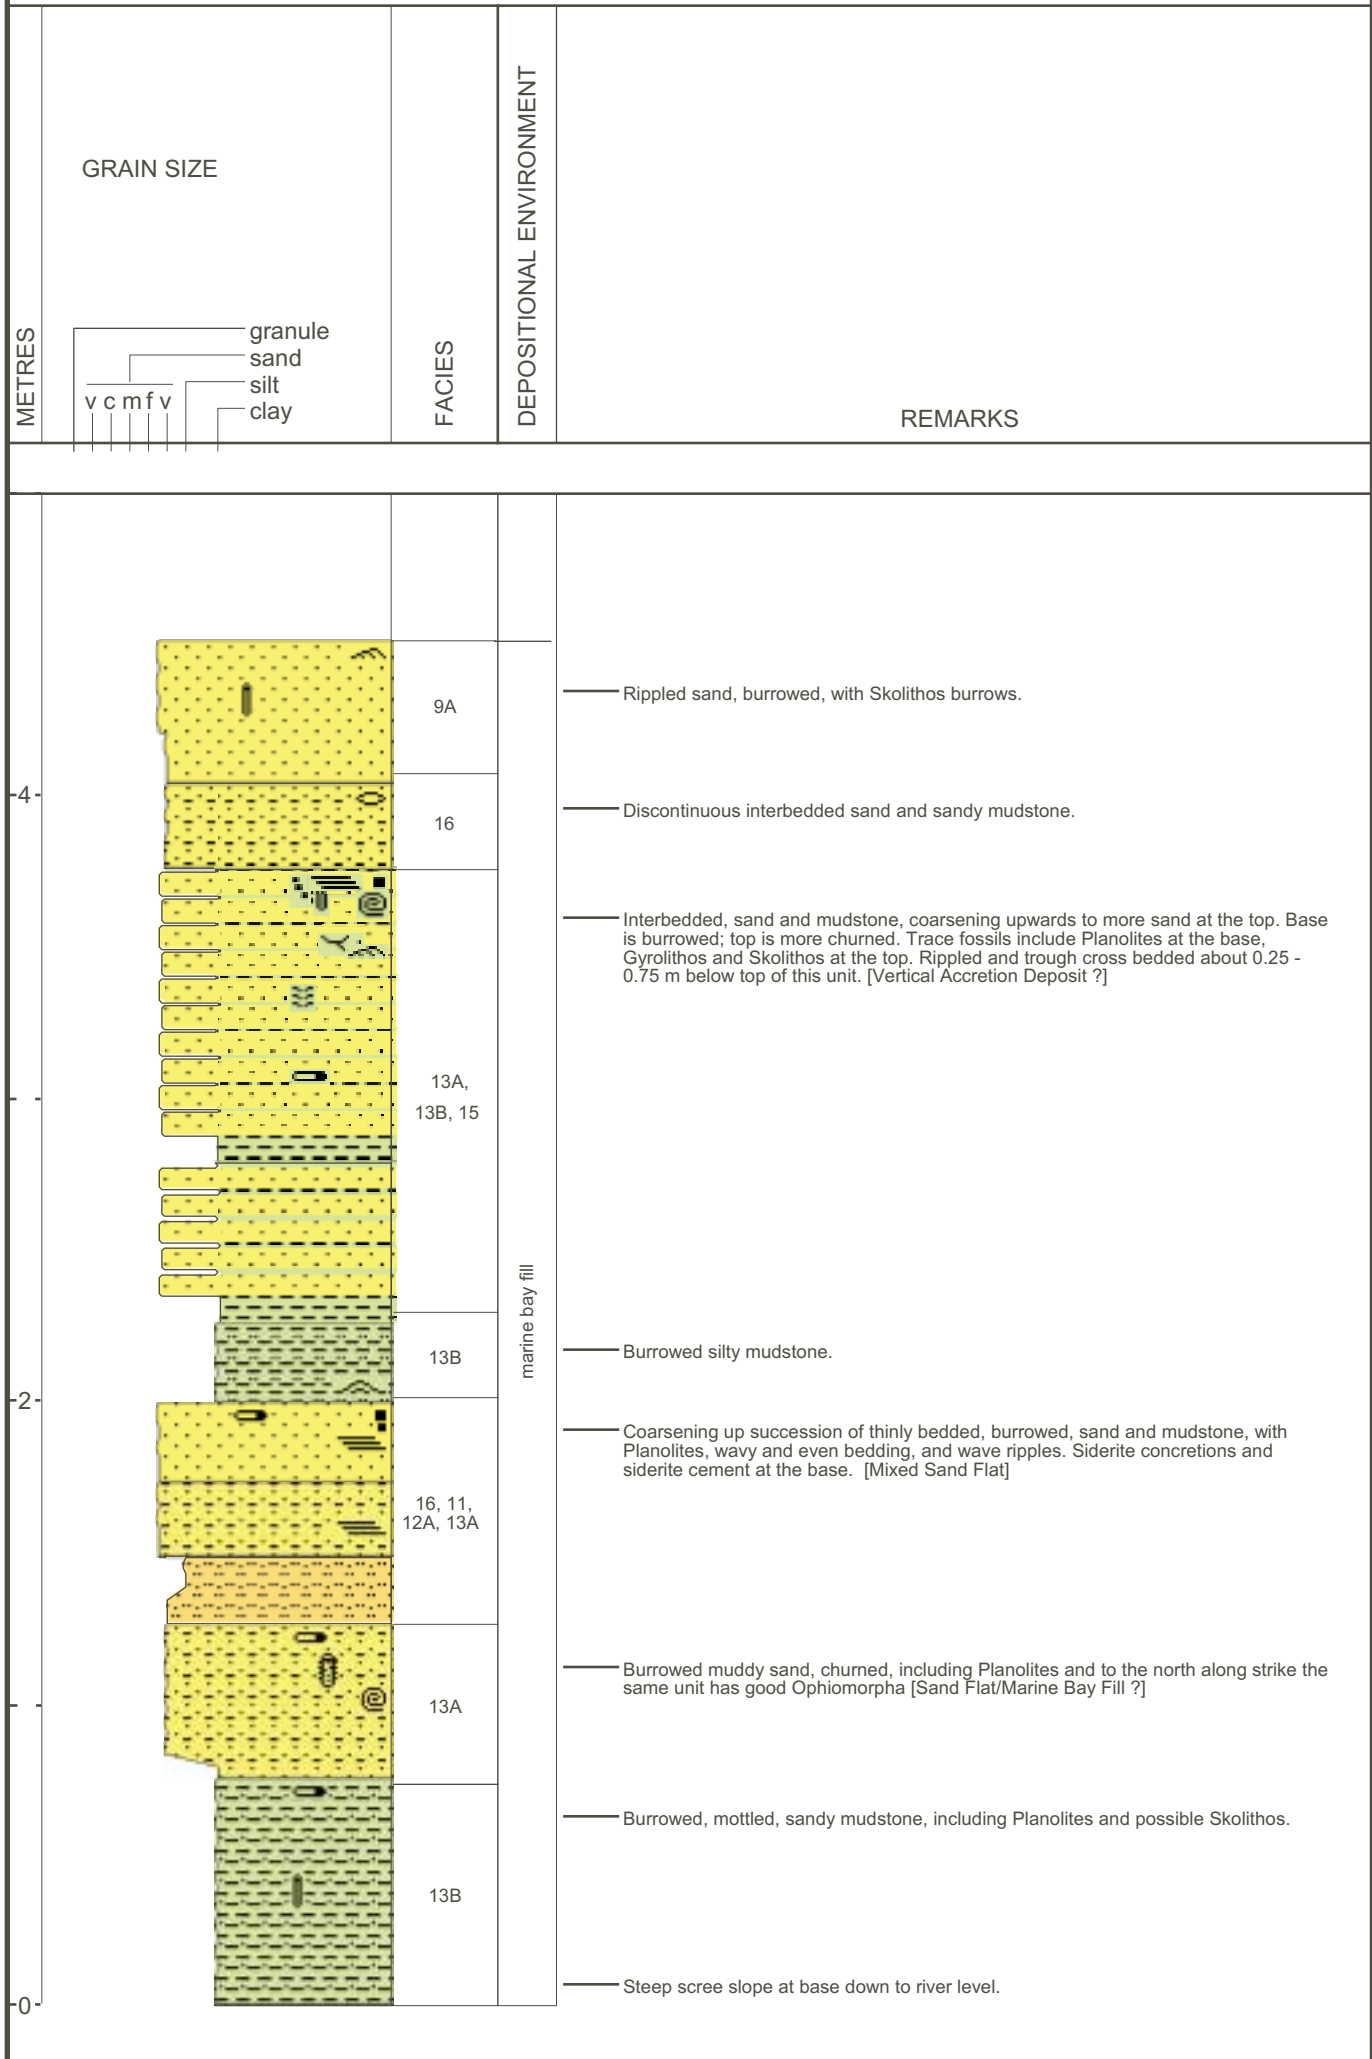 GRAIN SIZE
granule
sand
silt
clay
v c m f v
METRES
FACIES
DEPOSITIONAL ENVIRONMENT
REMARKS
9A
Rippled sand, burrowed, with Skolithos burrows.
4
16
Discontinuous interbedded sand and sandy mudstone.
Interbedded, sand and mudstone, coarsening upwards to more sand at the top. Base
is burrowed; top is more churned. Trace fossils include Planolites at the base,
Gyrolithos and Skolithos at the top. Rippled and trough cross bedded about 0.25 -
0.75 m below top of this unit. [Vertical Accretion Deposit ?]
13A,
13B, 15
marine bay fill
13B
Burrowed silty mudstone.
2
Coarsening up succession of thinly bedded, burrowed, sand and mudstone, with
Planolites, wavy and even bedding, and wave ripples. Siderite concretions and
siderite cement at the base. [Mixed Sand Flat]
16, 11,
12A, 13A
Burrowed muddy sand, churned, including Planolites and to the north along strike the
same unit has good Ophiomorpha [Sand Flat/Marine Bay Fill ?]
13A
Burrowed, mottled, sandy mudstone, including Planolites and possible Skolithos.
13B
Steep scree slope at base down to river level.
0